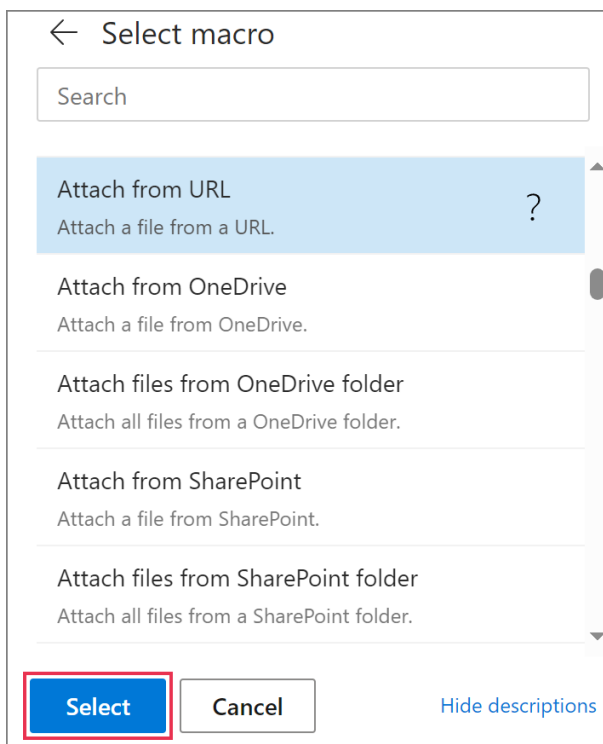 Select macro
Search
Attach from URL
?
Attach a file from a URL.
Attach from OneDrive
Attach a file from OneDrive.
Attach files from OneDrive folder
Attach all files from a OneDrive folder.
Attach from SharePoint
Attach a file from SharePoint.
Attach files from SharePoint folder
Attach all files from a SharePoint folder.
Select Cancel Hide descriptions